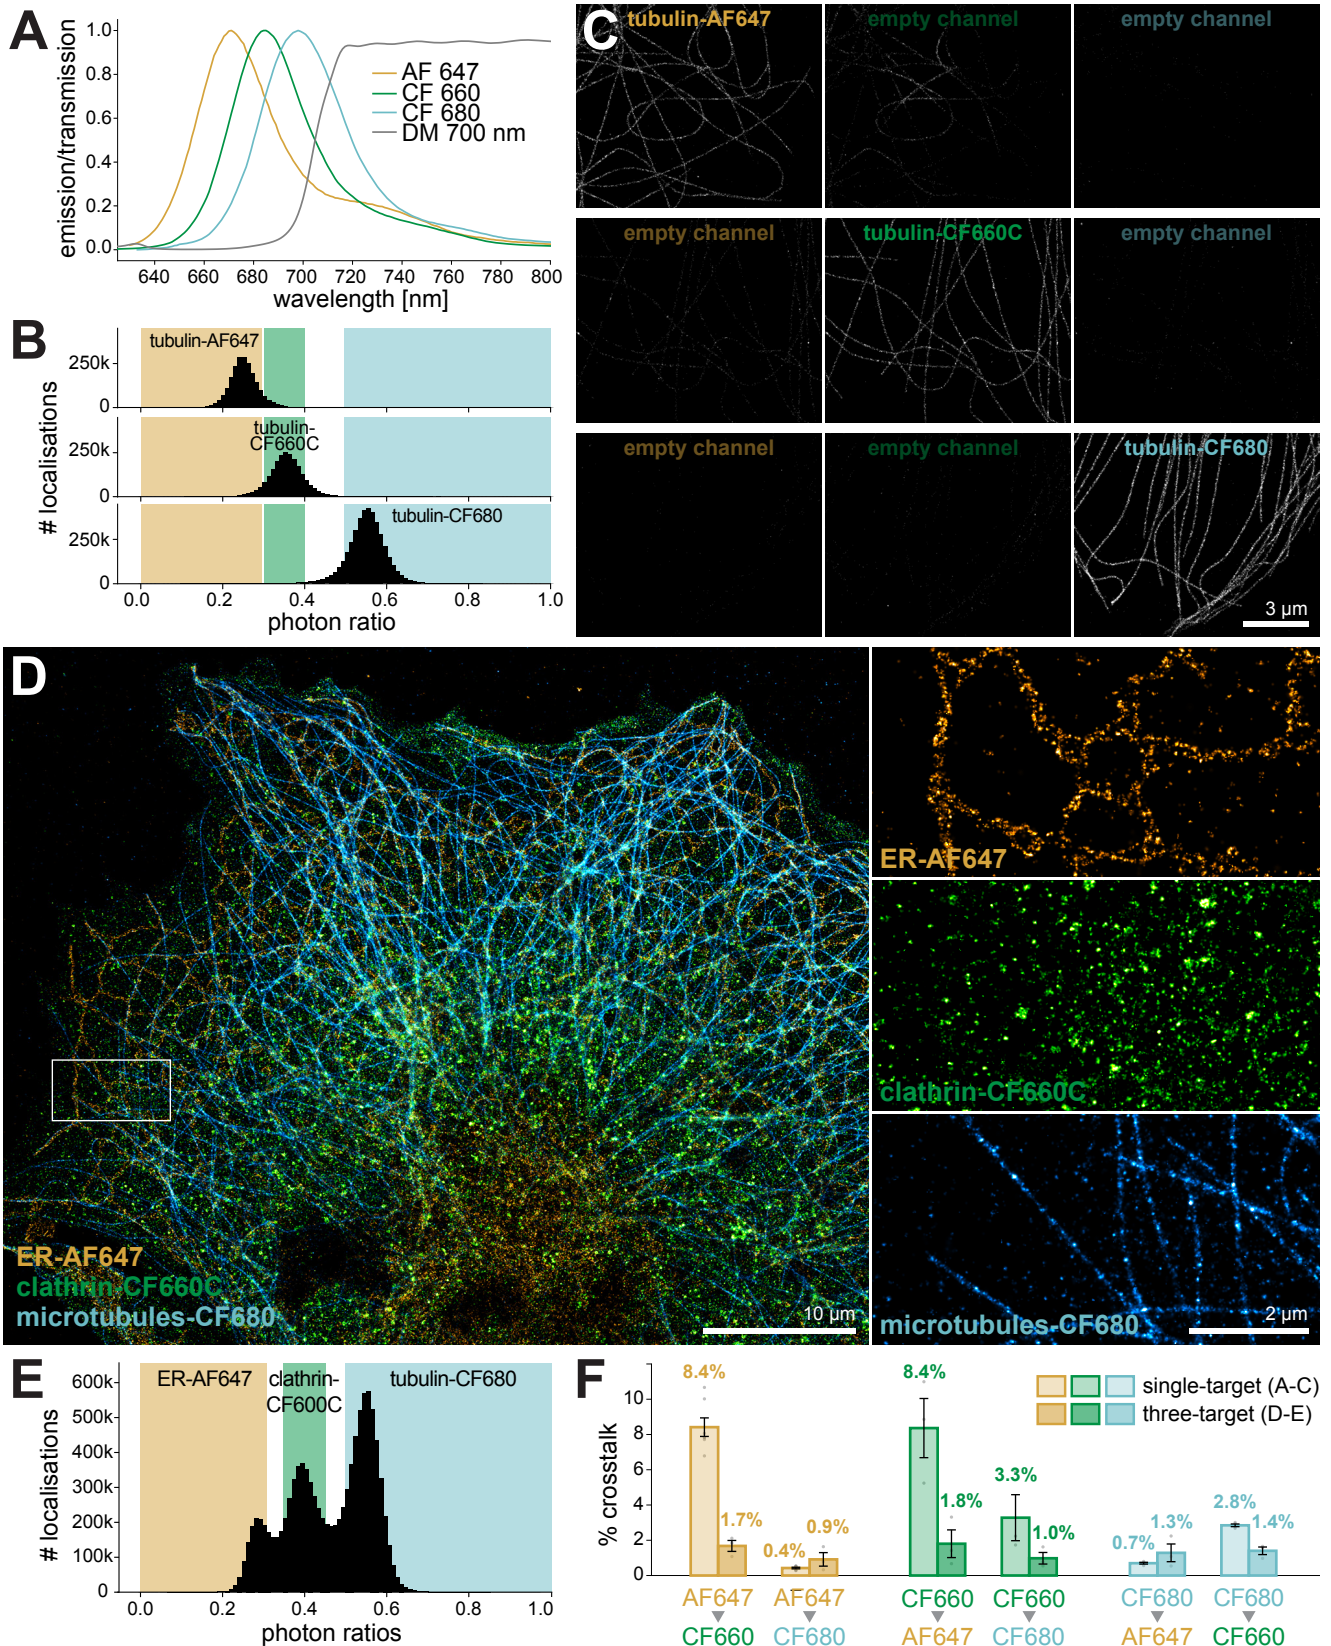 A
emission/transmission
1.0
0.8
0.6
0.4
0.2
0.0
AF 647
CF 660
CF 680
DM 700 nm
640 660 680 700 720 740 760 780 800
wavelength [nm]
B
# localisations
tubulin-AF647
250k
0
tubulin-
CF660C
250k
0
tubulin-CF680
250k
0
0.0 0.2 0.4 0.6 0.8 1.0
photon ratio
C
tubulin-AF647 empty channel empty channel
empty channel tubulin-CF660C empty channel
empty channel empty channel tubulin-CF680
3 µm
D
ER-AF647
clathrin-CF660C
microtubules-CF680
10 µm
ER-AF647
clathrin-CF660C
microtubules-CF680
2 µm
E
# localisations
600k
500k
400k
300k
200k
100k
0
ER-AF647
clathrin-
CF600C
tubulin-CF680
0.0 0.2 0.4 0.6 0.8 1.0
photon ratios
F
% crosstalk
10
8
6
4
2
0
single-target (A-C)
three-target (D-E)
8.4% 1.7% 0.4% 0.9% 8.4% 1.8% 3.3% 1.0% 0.7% 1.3% 2.8% 1.4%
AF647 AF647 CF660 CF660 CF680 CF680
CF660 CF680 AF647 CF680 AF647 CF660